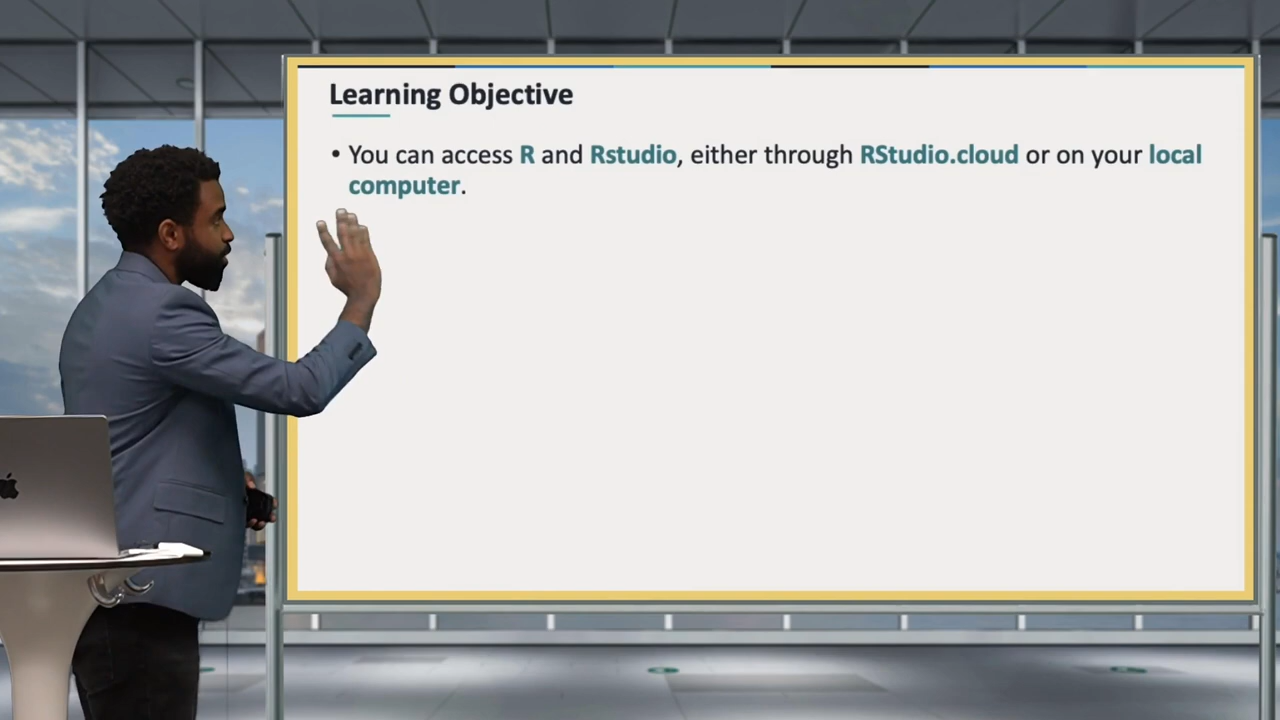 Learning Objective
• You can access R and Rstudio, either through RStudio.cloud or on your local
computer.